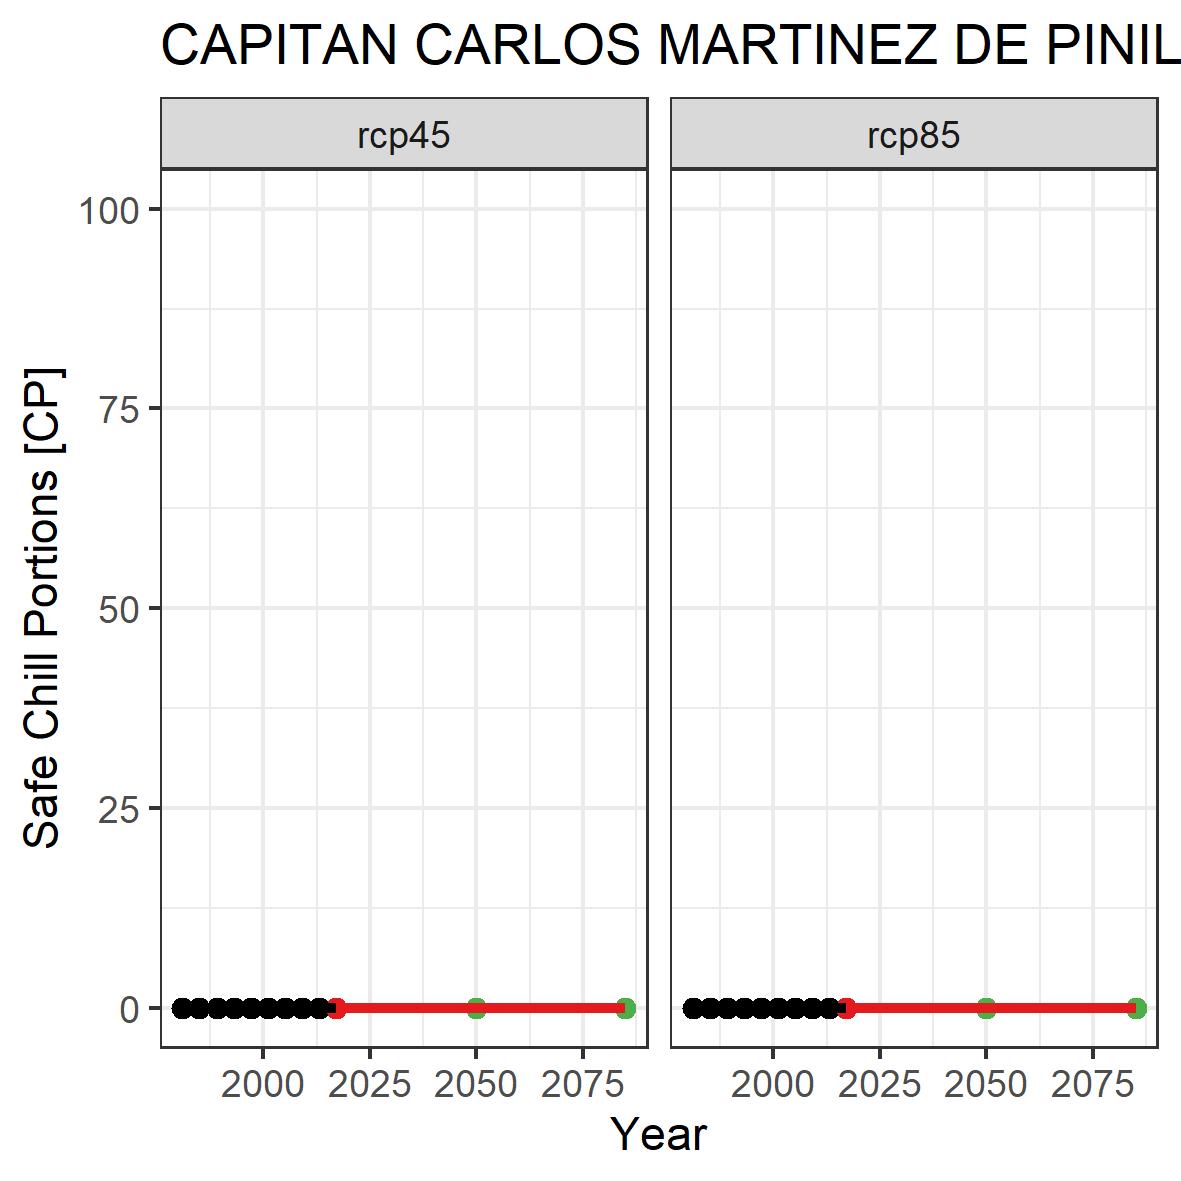 CAPITAN CARLOS MARTINEZ DE PINIL
rcp45 rcp85
Safe Chill Portions [CP]
100
75
50
25
0
2000 2025 2050 2075 2000 2025 2050 2075
Year